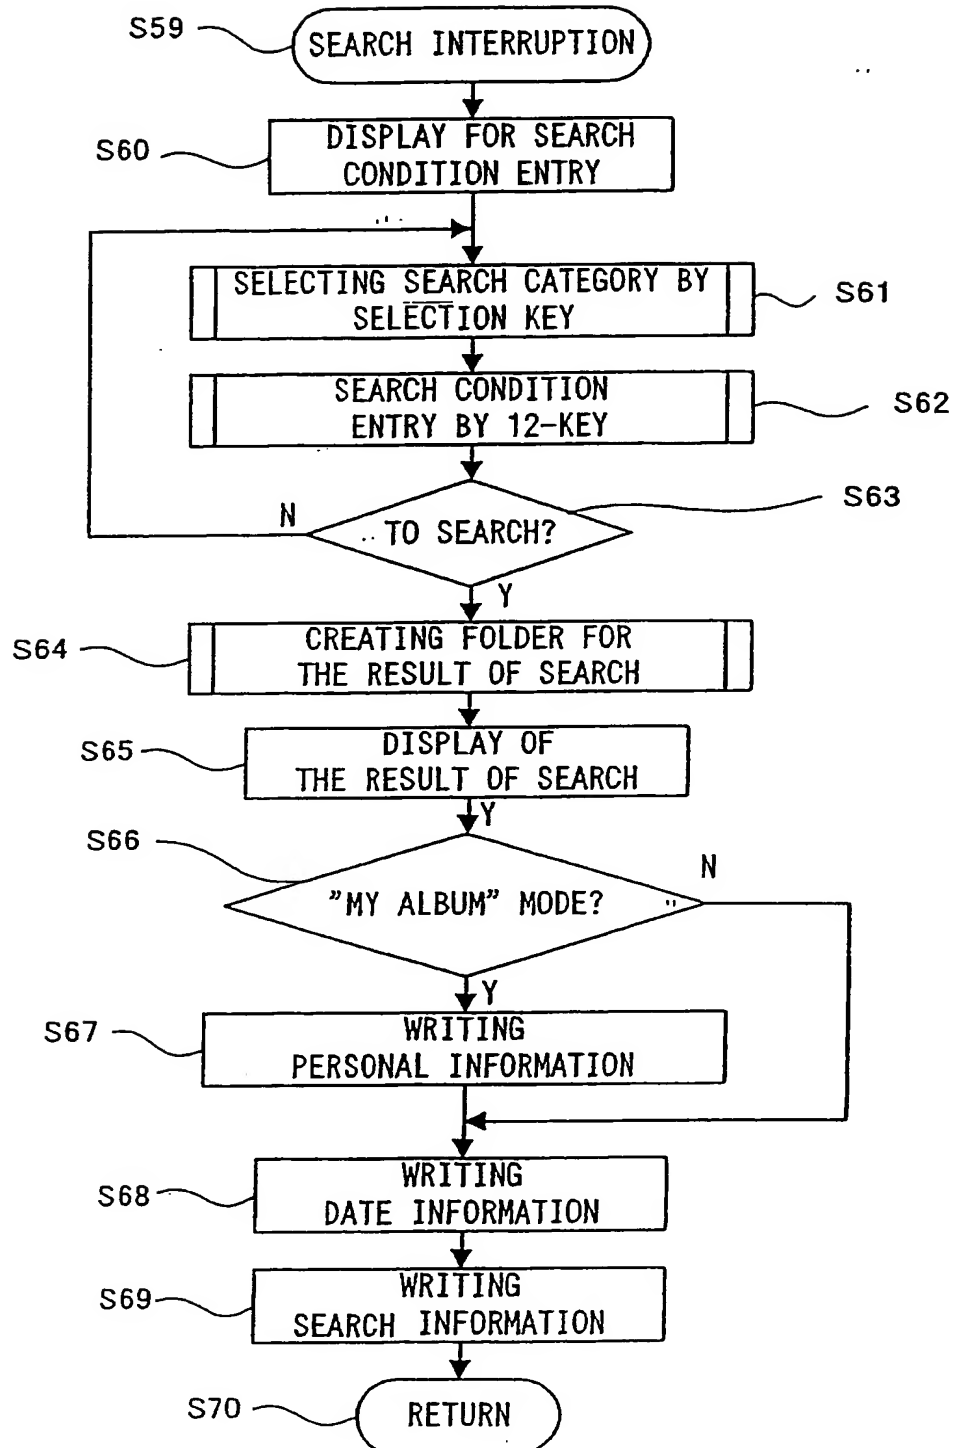 S59
SEARCH INTERRUPTION
S60
DISPLAY FOR SEARCH
CONDITION ENTRY
SELECTING SEARCH CATEGORY BY
SELECTION KEY
S61
SEARCH CONDITION
ENTRY BY 12-KEY
S62
S63
N
TO SEARCH?
Y
S64
CREATING FOLDER FOR
THE RESULT OF SEARCH
S65
DISPLAY OF
THE RESULT OF SEARCH
Y
S66
N
"MY ALBUM" MODE?
Y
S67
WRITING
PERSONAL INFORMATION
S68
WRITING
DATE INFORMATION
S69
WRITING
SEARCH INFORMATION
S70
RETURN